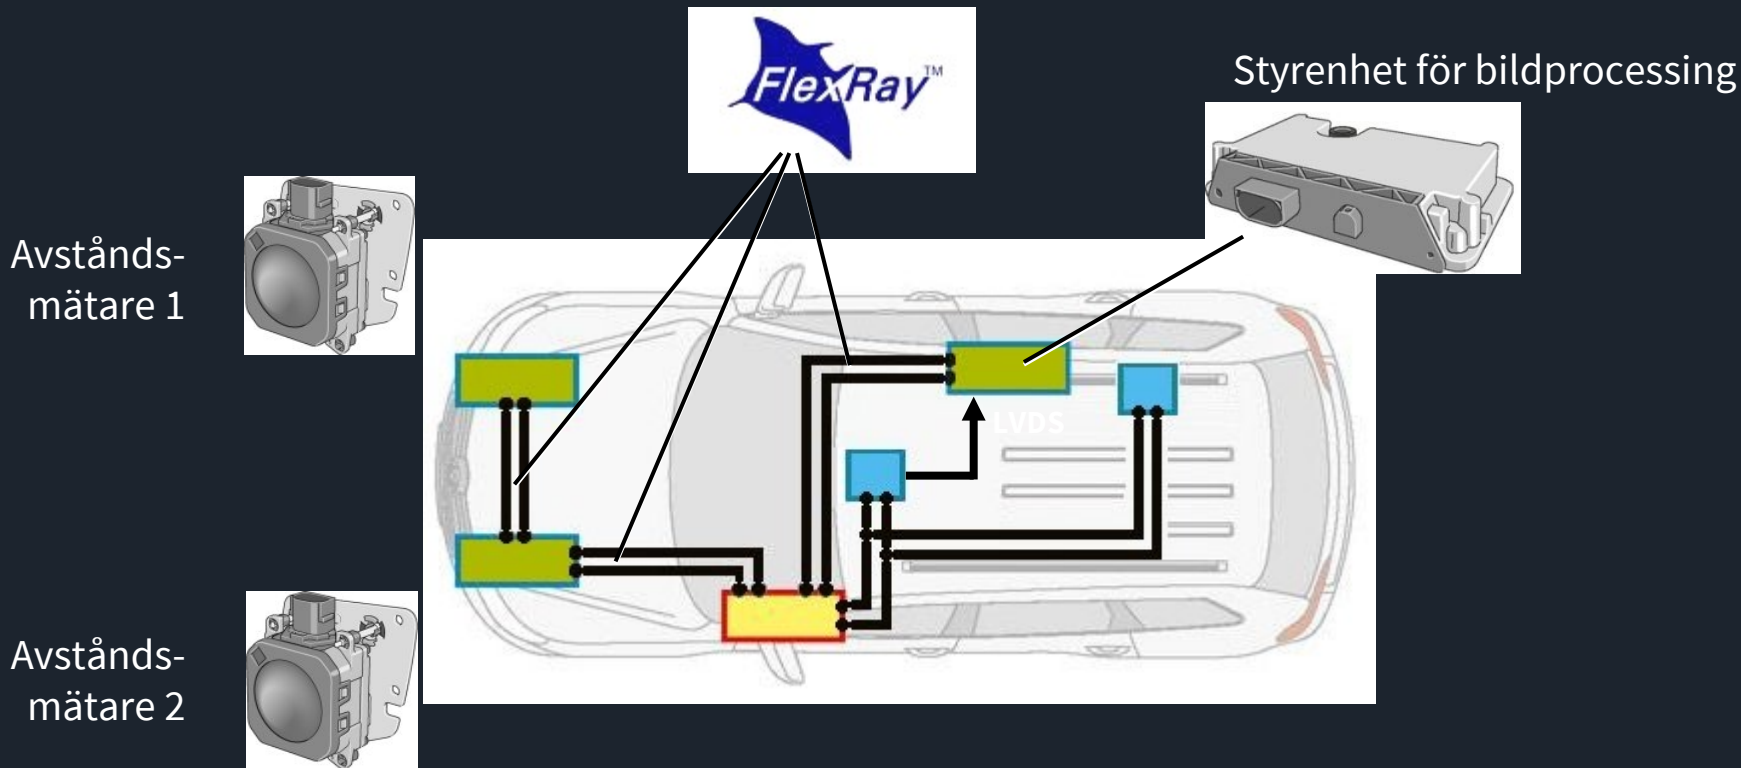 FlexRay™
Styrenhet för bildprocessing
Avstånds-
mätare 1
LVDS
Avstånds-
mätare 2